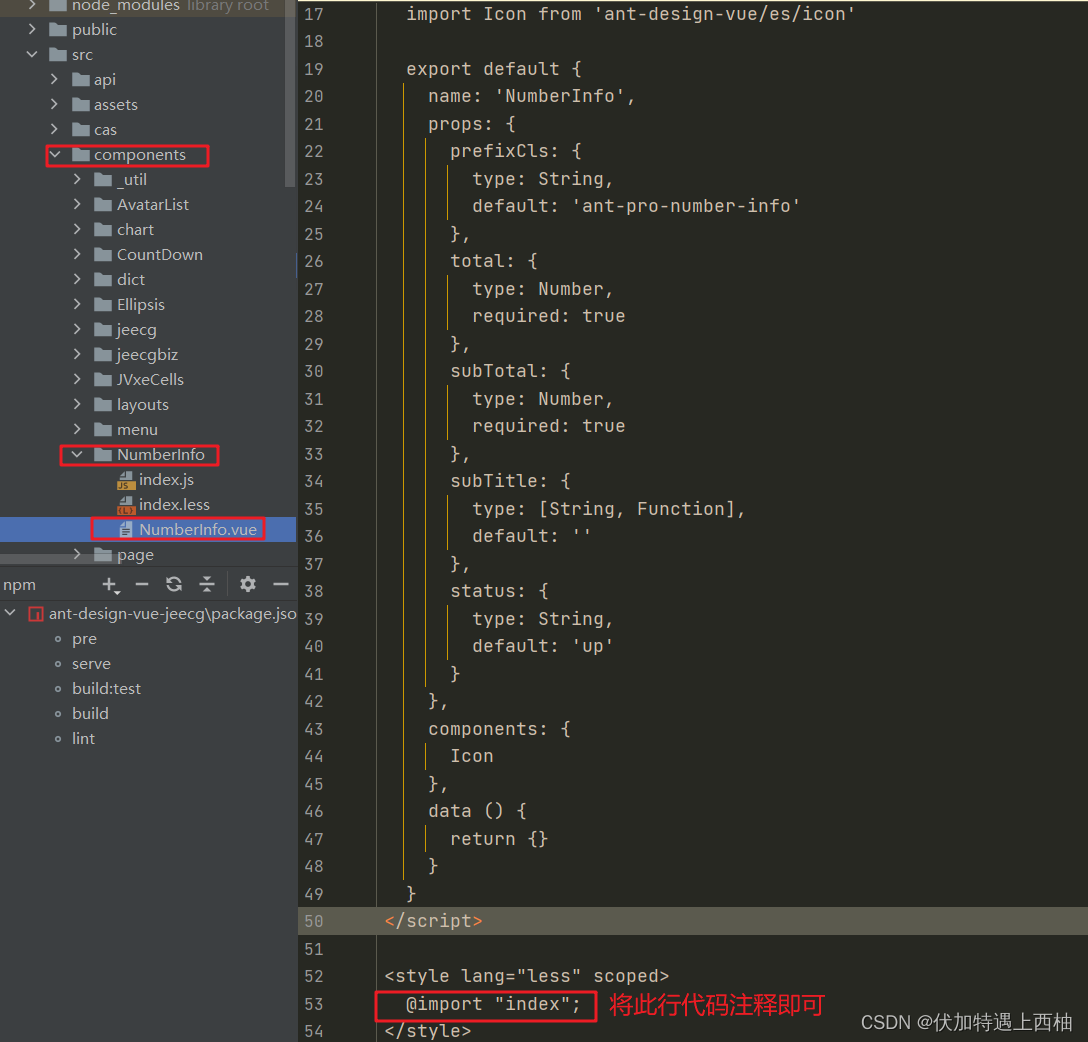 node_modules library root
public
src
api
assets
cas
components
_util
AvatarList
chart
CountDown
dict
Ellipsis
jeecg
jeecgbiz
JVxeCells
layouts
menu
NumberInfo
index.js
index.less
NumberInfo.vue
page
npm
ant-design-vue-jeecg\package.jso
pre
serve
build:test
build
lint
17 import Icon from 'ant-design-vue/es/icon'
18
19 export default {
20 name: 'NumberInfo',
21 props: {
22 prefixCls: {
23 type: String,
24 default: 'ant-pro-number-info'
25 },
26 total: {
27 type: Number,
28 required: true
29 },
30 subTotal: {
31 type: Number,
32 required: true
33 },
34 subTitle: {
35 type: [String, Function],
36 default: ''
37 },
38 status: {
39 type: String,
40 default: 'up'
41 }
42 },
43 components: {
44 Icon
45 },
46 data () {
47 return {}
48 }
49 }
50 </script>
51
52 <style lang="less" scoped>
53 @import "index"; 将此行代码注释即可
54 </style>
CSDN @伏加特遇上西柚